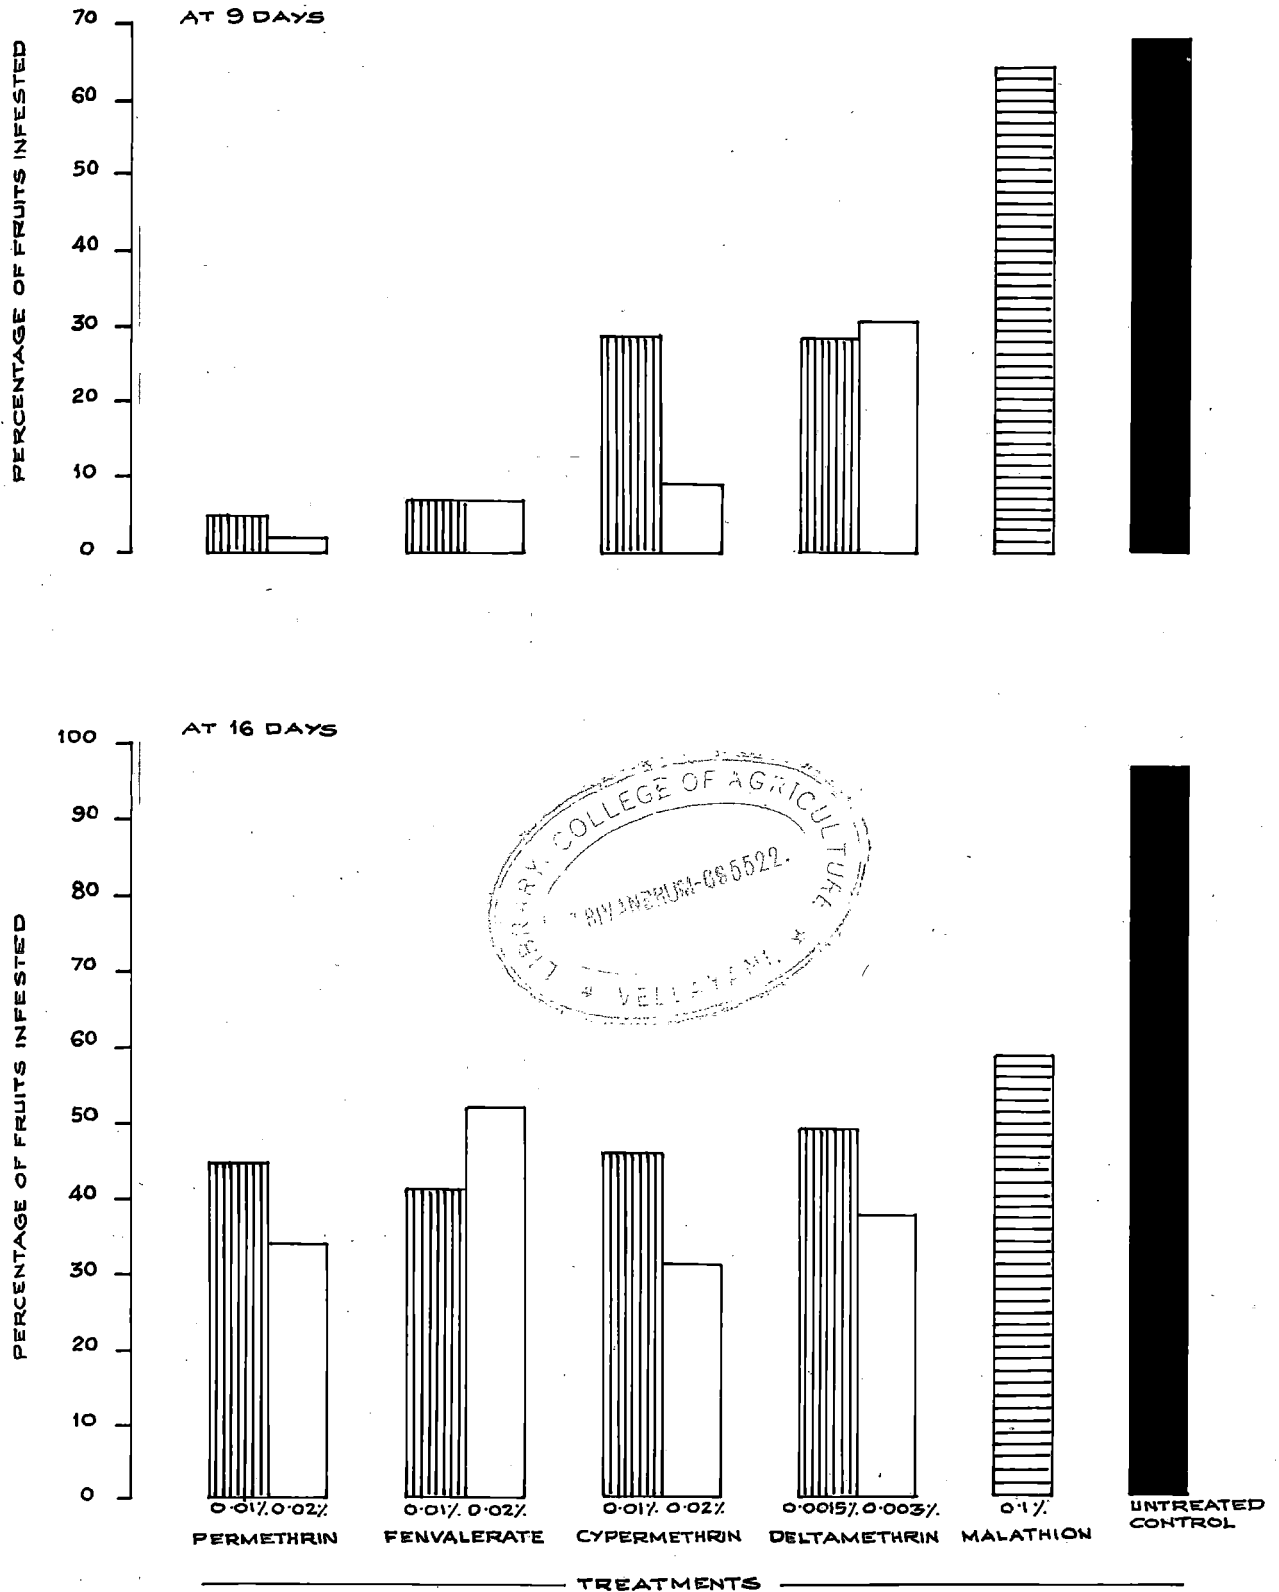 AT 9 DAYS
PERCENTAGE OF FRUITS INFESTED
70
60
50
40
30
20
10
0
AT 16 DAYS
PERCENTAGE OF FRUITS INFESTED
100
90
80
70
60
50
40
30
20
10
0
LIBRARY, COLLEGE OF AGRICULTURE
VELLAYANI
0.01% 0.02% 0.01% 0.02% 0.01% 0.02% 0.0015% 0.003% 0.1% UNTREATED
PERMETHRIN FENVALERATE CYPERMETHRIN DELTAMETHRIN MALATHION CONTROL
TREATMENTS